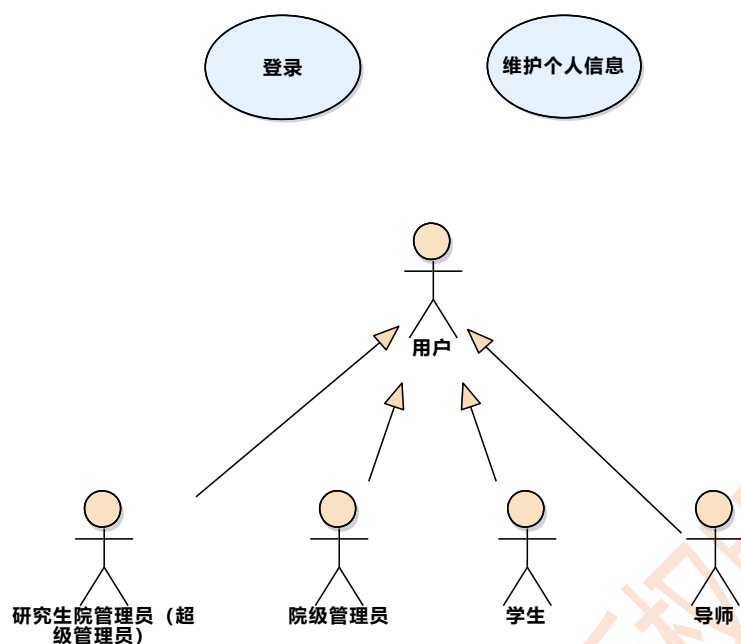 登录
维护个人信息
用户
研究生院管理员（超
级管理员）
院级管理员
学生
导师